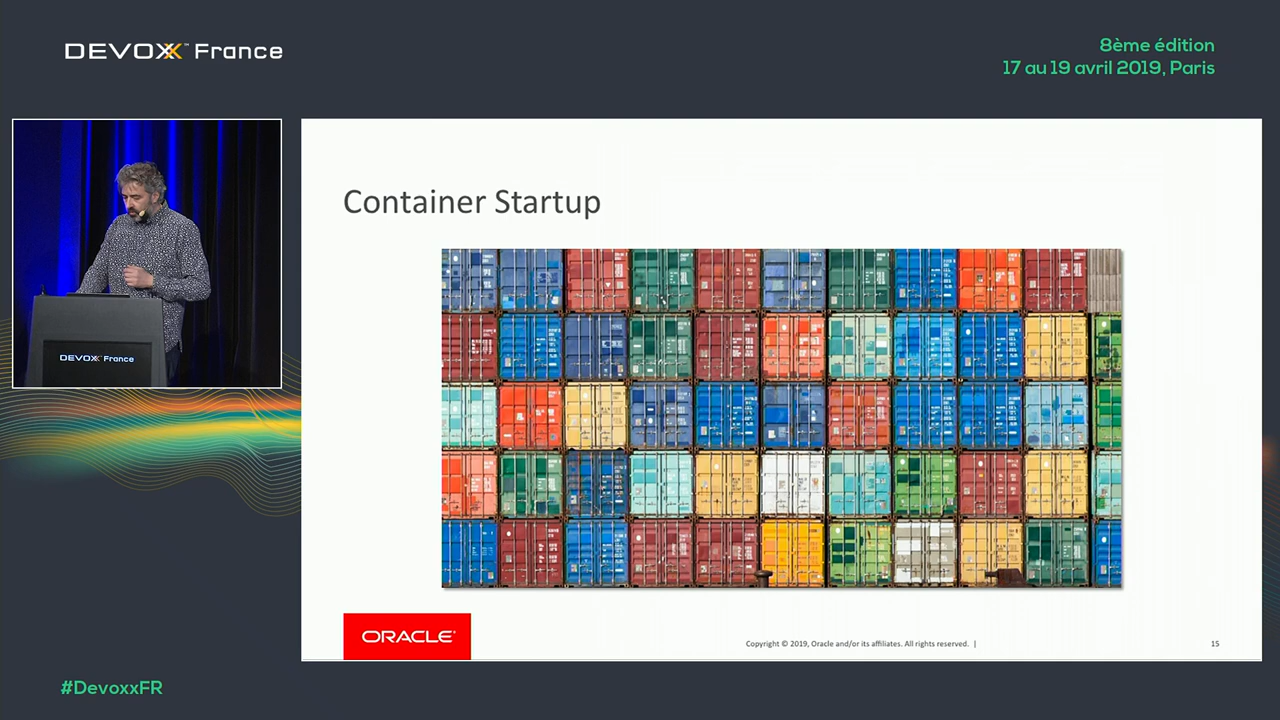 DEVOXX™ France
8ème édition
17 au 19 avril 2019, Paris
DEVOXX France
Container Startup
ORACLE®
Copyright © 2019, Oracle and/or its affiliates. All rights reserved. |
15
#DevoxxFR